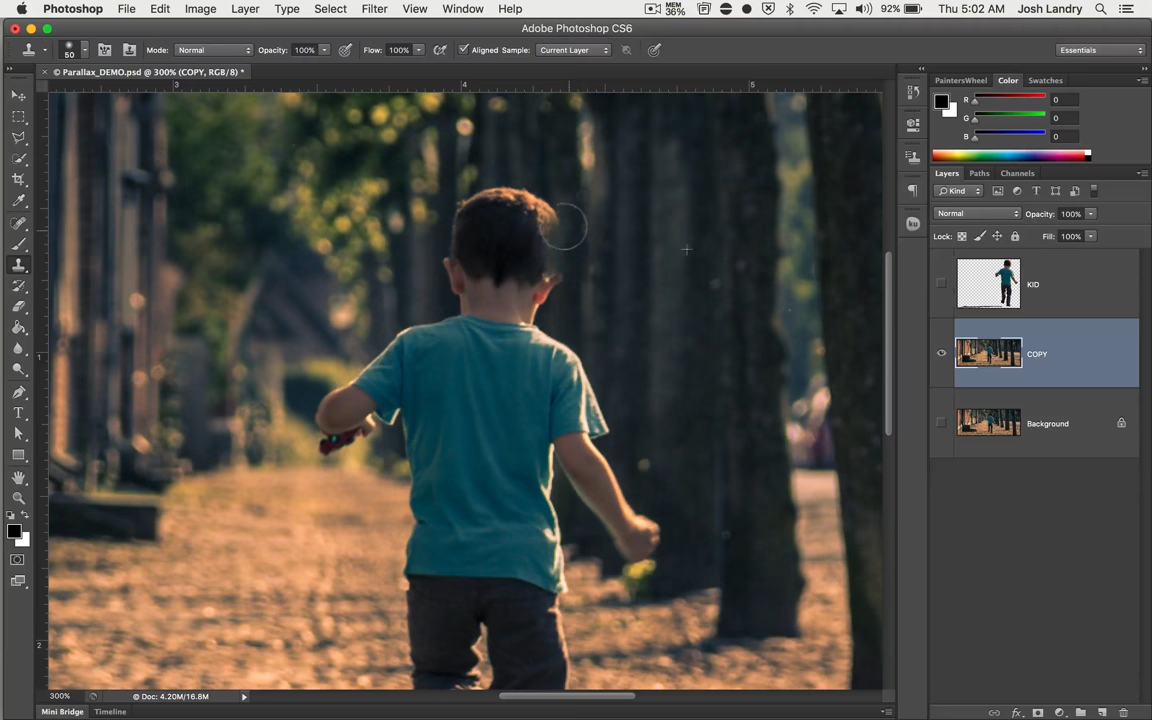 Photoshop File Edit Image Layer Type Select Filter View Window Help MEM 36% 92% Thu 5:02 AM Josh Landry
Adobe Photoshop CS6
50 Mode: Normal Opacity: 100% Flow: 100% Aligned Sample: Current Layer Essentials
× © Parallax_DEMO.psd @ 300% (COPY, RGB/8) *
3 4 5
PaintersWheel Color Swatches
R 0
G 0
B 0
Layers Paths Channels
Kind
Normal Opacity: 100%
Lock: Fill: 100%
ku
KID
1
COPY
Background
T
2
300% © Doc: 4.20M/16.8M
Mini Bridge Timeline
fx